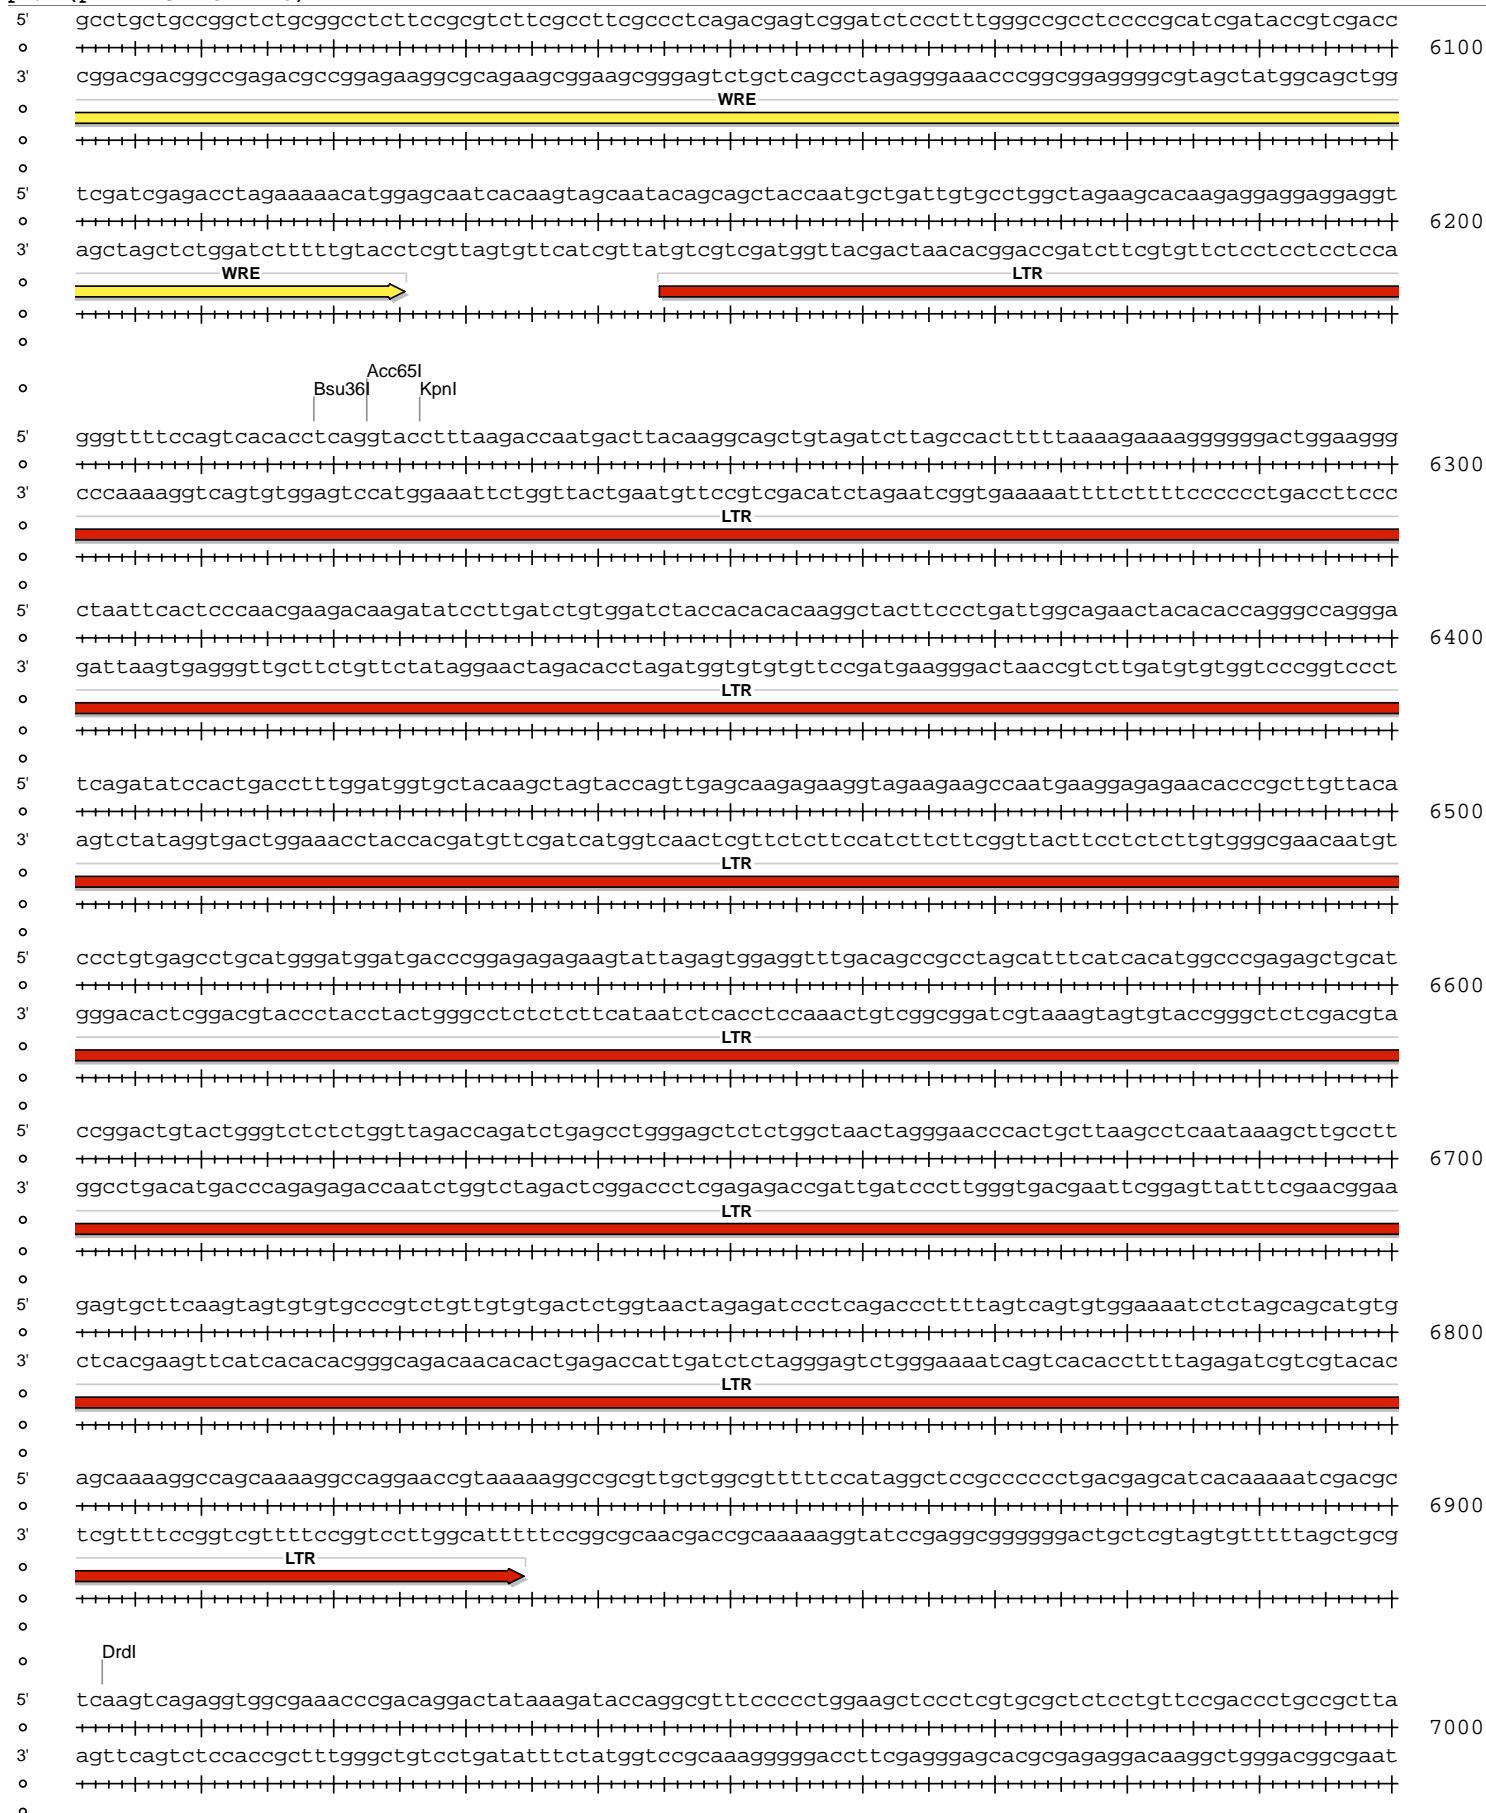 5' gcctgctgccggctctgcggcctcttccgcgtcttcgccttcgccctcagacgagtcggatctccctttgggccgcctccccgcatcgataccgtcgacc
6100
3' cggacgacggccgagacgccggagaaggcgcagaagcggaagcgggagtctgctcagcctagagggaaacccggcggaggggcgtagctatggcagctgg
WRE
5' tcgatcgagacctagaaaaacatggagcaatcacaagtagcaatacagcagctaccaatgctgattgtgcctggctagaagcacaagaggaggaggaggt
6200
3' agctagctctggatctttttgtacctcgttagtgttcatcgttatgtcgtcgatggttacgactaacacggaccgatcttcgtgttctcctcctcctcca
WRE LTR
Acc65I
Bsu36I KpnI
5' gggttttccagtcacacctcaggtacctttaagaccaatgacttacaaggcagctgtagatcttagccactttttaaaagaaaaggggggactggaaggg
6300
3' cccaaaaggtcagtgtggagtccatggaaattctggttactgaatgttccgtcgacatctagaatcggtgaaaaattttcttttcccccctgaccttccc
LTR
5' ctaattcactcccaacgaagacaagatatccttgatctgtggatctaccacacacaaggctacttccctgattggcagaactacacaccagggccaggga
6400
3' gattaagtgagggttgcttctgttctataggaactagacacctagatggtgtgtgttccgatgaagggactaaccgtcttgatgtgtggtcccggtccct
LTR
5' tcagatatccactgacctttggatggtgctacaagctagtaccagttgagcaagagaaggtagaagaagccaatgaaggagagaacacccgcttgttaca
6500
3' agtctataggtgactggaaacctaccacgatgttcgatcatggtcaactcgttctcttccatcttcttcggttacttcctctcttgtgggcgaacaatgt
LTR
5' ccctgtgagcctgcatgggatggatgacccggagagagaagtattagagtggaggtttgacagccgcctagcatttcatcacatggcccgagagctgcat
6600
3' gggacactcggacgtaccctacctactgggcctctctcttcataatctcacctccaaactgtcggcggatcgtaaagtagtgtaccgggctctcgacgta
LTR
5' ccggactgtactgggtctctctggttagaccagatctgagcctgggagctctctggctaactagggaacccactgcttaagcctcaataaagcttgcctt
6700
3' ggcctgacatgacccagagagaccaatctggtctagactcggaccctcgagagaccgattgatcccttgggtgacgaattcggagttatttcgaacggaa
LTR
5' gagtgcttcaagtagtgtgtgcccgtctgttgtgtgactctggtaactagagatccctcagacccttttagtcagtgtggaaaatctctagcagcatgtg
6800
3' ctcacgaagttcatcacacacgggcagacaacacactgagaccattgatctctagggagtctgggaaaatcagtcacaccttttagagatcgtcgtacac
LTR
5' agcaaaaggccagcaaaaggccaggaaccgtaaaaaggccgcgttgctggcgtttttccataggctccgcccccctgacgagcatcacaaaaatcgacgc
6900
3' tcgttttccggtcgttttccggtccttggcatttttccggcgcaacgaccgcaaaaaggtatccgaggcggggggactgctcgtagtgtttttagctgcg
LTR
DrdI
5' tcaagtcagaggtggcgaaacccgacaggactataaagataccaggcgtttccccctggaagctccctcgtgcgctctcctgttccgaccctgccgctta
7000
3' agttcagtctccaccgctttgggctgtcctgatatttctatggtccgcaaagggggaccttcgagggagcacgcgagaggacaaggctgggacggcgaat